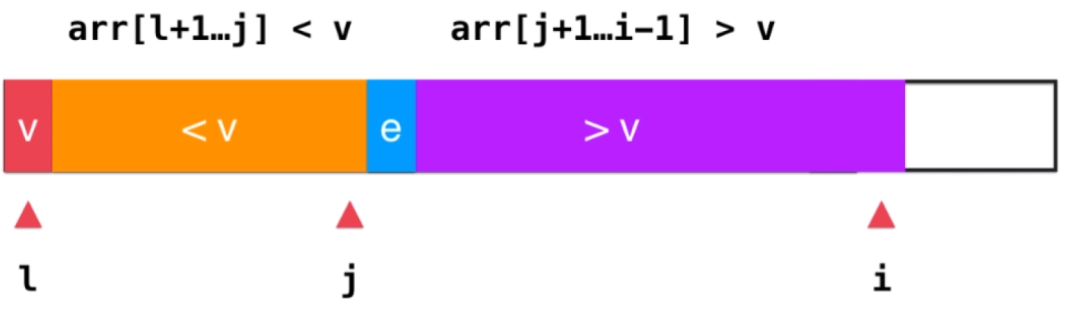 arr[l+1…j] < v    arr[j+1…i-1] > v
v    < v    e    > v
l    j    i